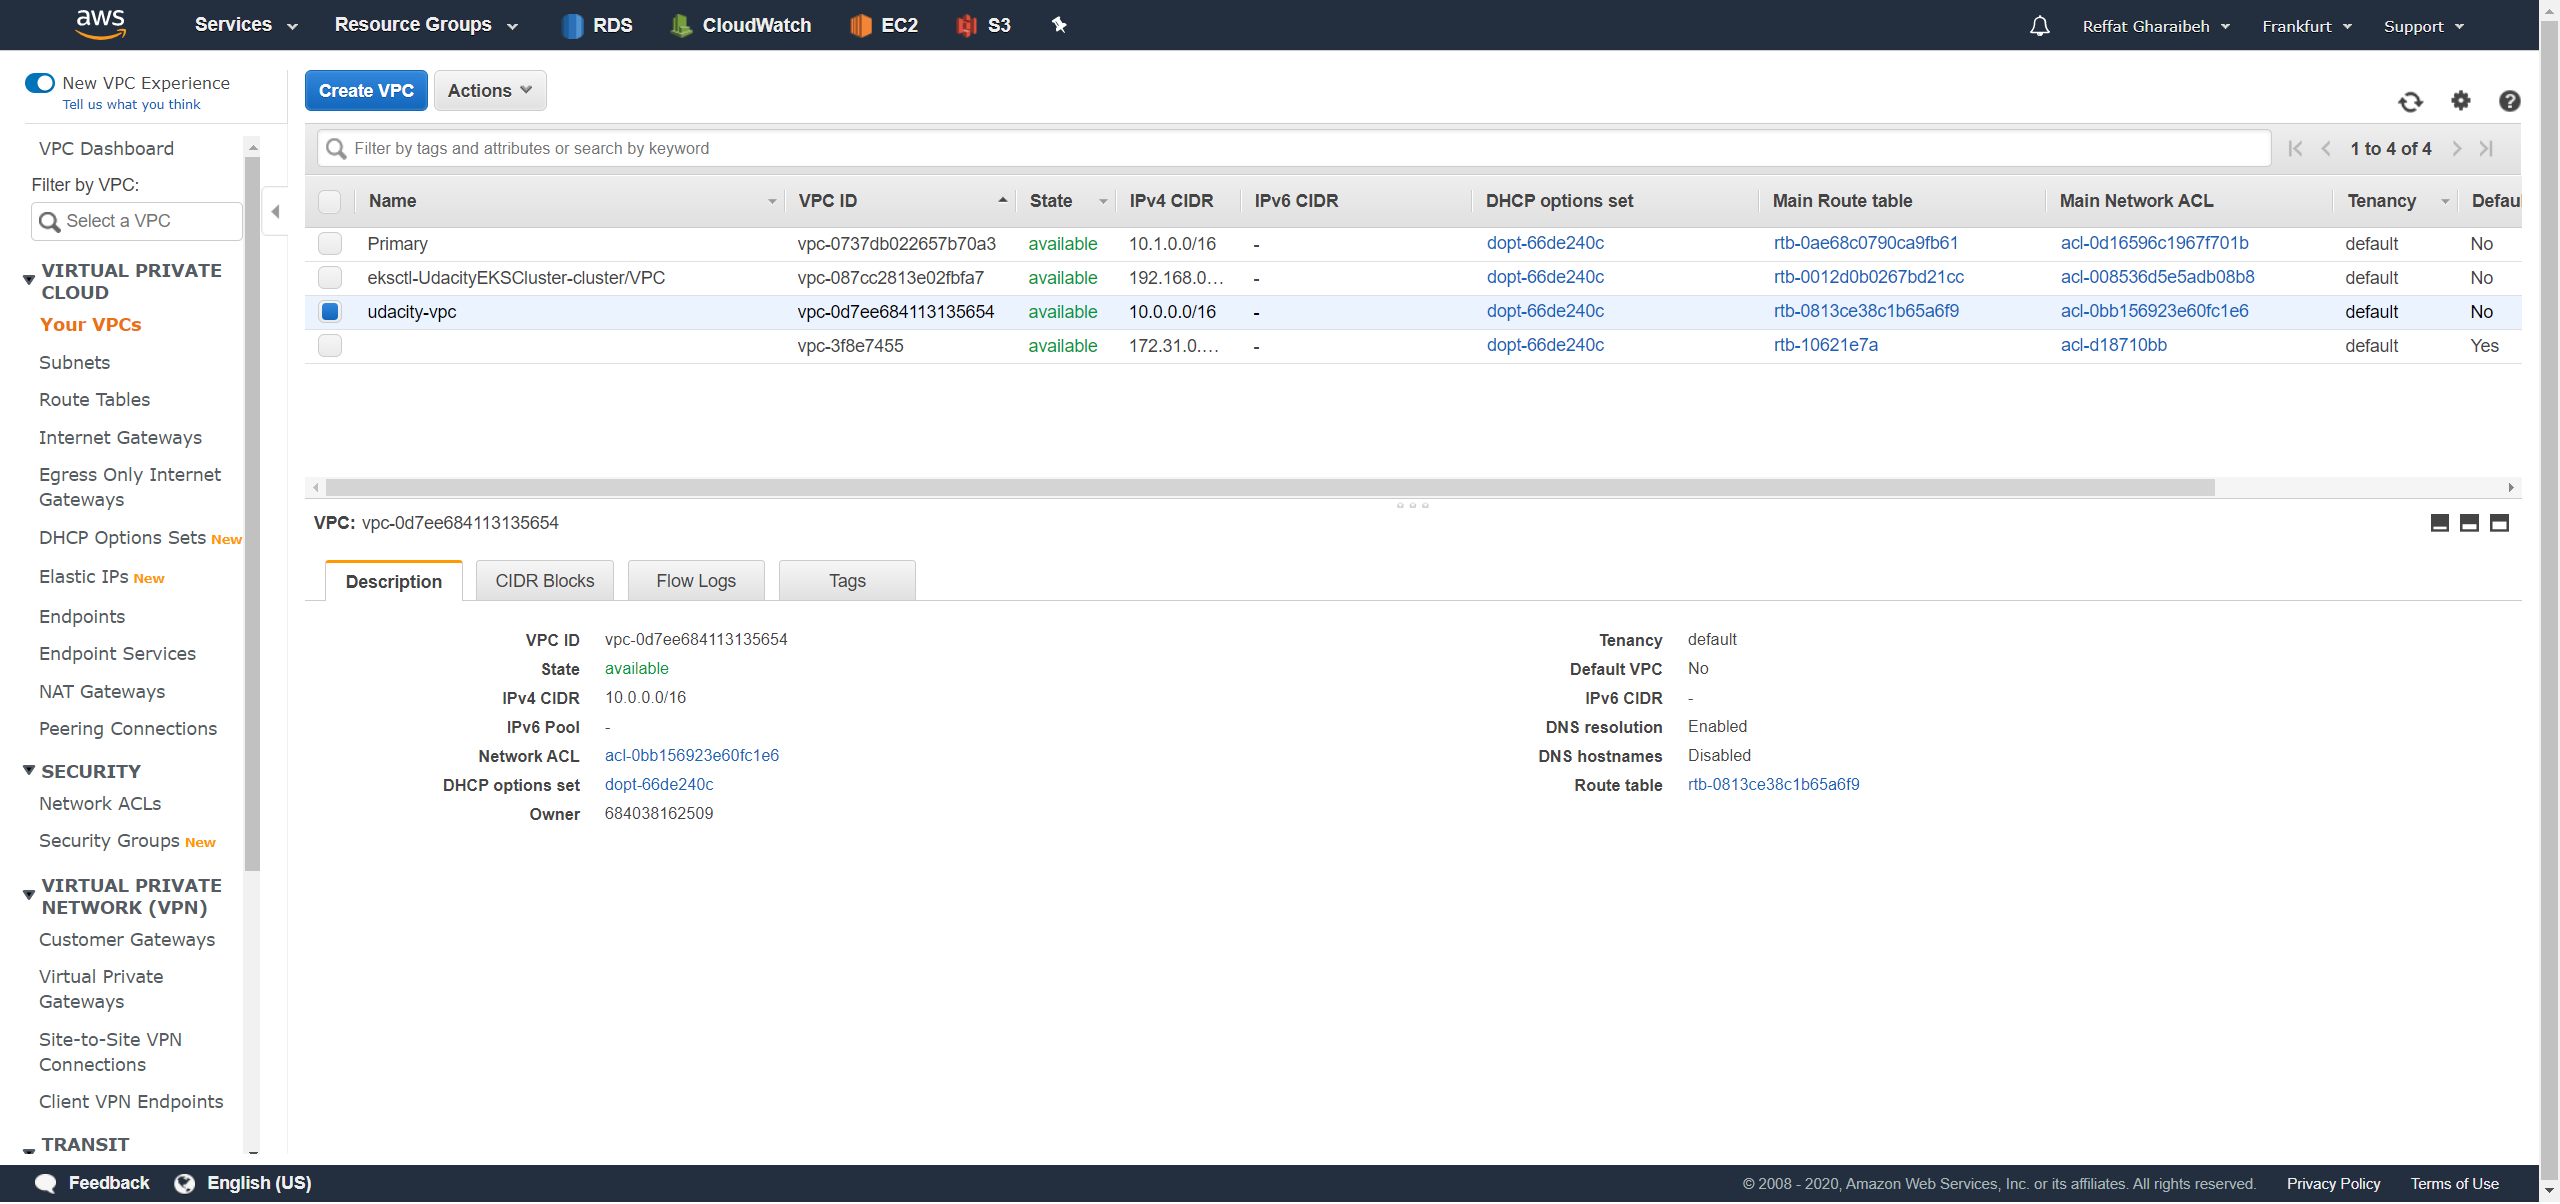 aws Services Resource Groups RDS CloudWatch EC2 S3 Reffat Gharaibeh Frankfurt Support
New VPC Experience
Tell us what you think
VPC Dashboard
Filter by VPC:
Select a VPC
VIRTUAL PRIVATE
CLOUD
Your VPCs
Subnets
Route Tables
Internet Gateways
Egress Only Internet
Gateways
DHCP Options Sets New
Elastic IPs New
Endpoints
Endpoint Services
NAT Gateways
Peering Connections
SECURITY
Network ACLs
Security Groups New
VIRTUAL PRIVATE
NETWORK (VPN)
Customer Gateways
Virtual Private
Gateways
Site-to-Site VPN
Connections
Client VPN Endpoints
TRANSIT
Create VPC Actions
Filter by tags and attributes or search by keyword 1 to 4 of 4
Name VPC ID State IPv4 CIDR IPv6 CIDR DHCP options set Main Route table Main Network ACL Tenancy Defau
Primary vpc-0737db022657b70a3 available 10.1.0.0/16 - dopt-66de240c rtb-0ae68c0790ca9fb61 acl-0d16596c1967f701b default No
eksctl-UdacityEKSCluster-cluster/VPC vpc-087cc2813e02fbfa7 available 192.168.0... - dopt-66de240c rtb-0012d0b0267bd21cc acl-008536d5e5adb08b8 default No
udacity-vpc vpc-0d7ee684113135654 available 10.0.0.0/16 - dopt-66de240c rtb-0813ce38c1b65a6f9 acl-0bb156923e60fc1e6 default No
vpc-3f8e7455 available 172.31.0.... - dopt-66de240c rtb-10621e7a acl-d18710bb default Yes
VPC: vpc-0d7ee684113135654
Description CIDR Blocks Flow Logs Tags
VPC ID vpc-0d7ee684113135654
State available
IPv4 CIDR 10.0.0.0/16
IPv6 Pool -
Network ACL acl-0bb156923e60fc1e6
DHCP options set dopt-66de240c
Owner 684038162509
Tenancy default
Default VPC No
IPv6 CIDR -
DNS resolution Enabled
DNS hostnames Disabled
Route table rtb-0813ce38c1b65a6f9
Feedback English (US) © 2008 - 2020, Amazon Web Services, Inc. or its affiliates. All rights reserved. Privacy Policy Terms of Use